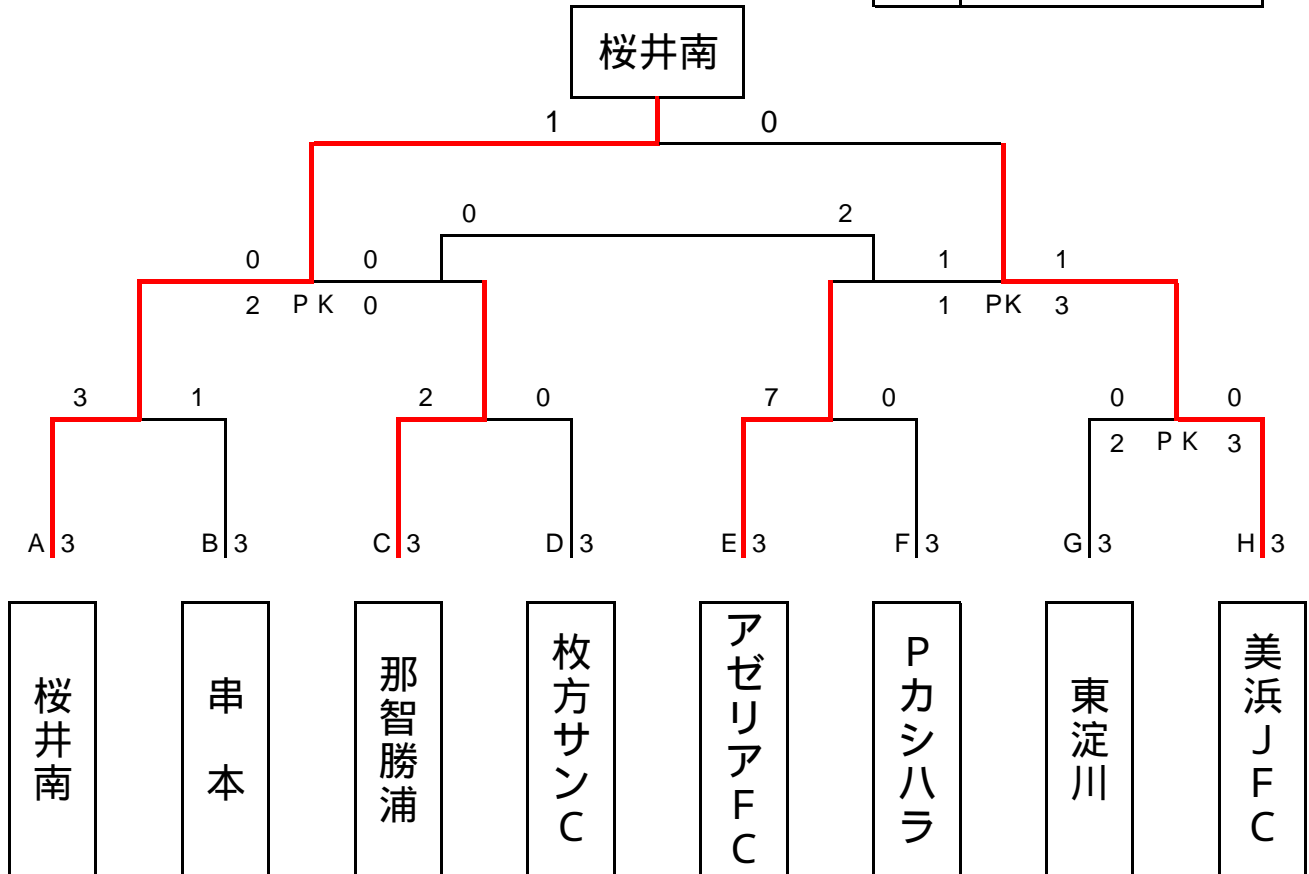 桜井南
1 0
0 2
0 0 1 1
2 PK 0 1 PK 3
3 1 2 0 7 0 0 0
2 PK 3
A 3 B 3 C 3 D 3 E 3 F 3 G 3 H 3
桜井南
串本
那智勝浦
枚方サンC
アゼリアFC
Pカシハラ
東淀川
美浜JFC